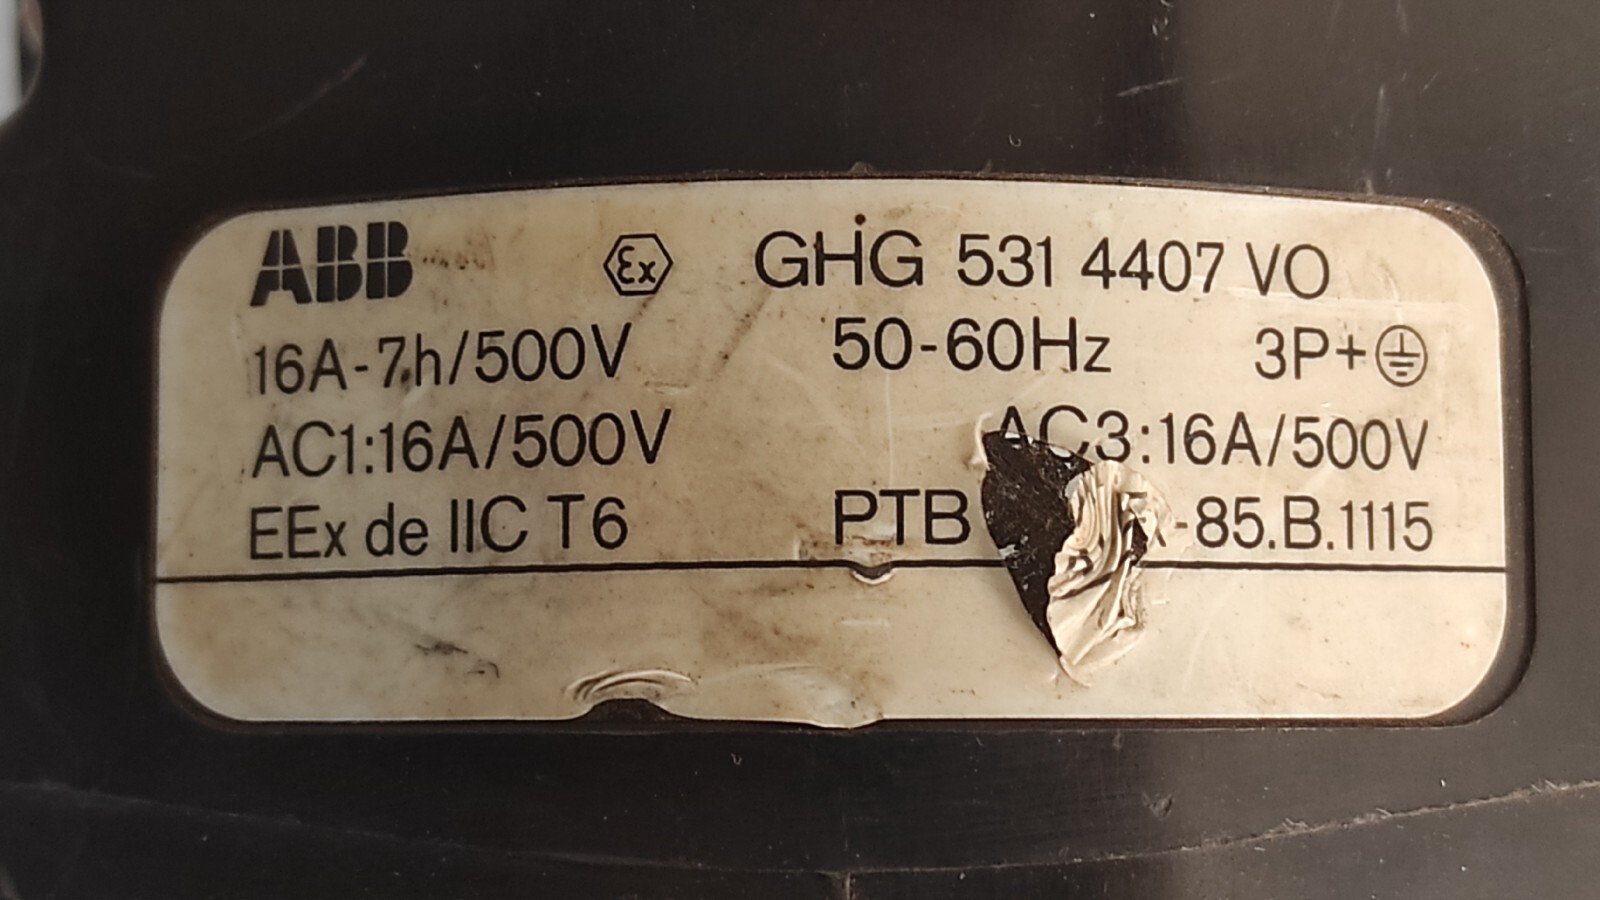 ABB Ex GHG 531 4407 VO
16A-7h/500V 50-60Hz 3P+
AC1:16A/500V AC3:16A/500V
EEx de IIC T6 PTB -85.B.1115